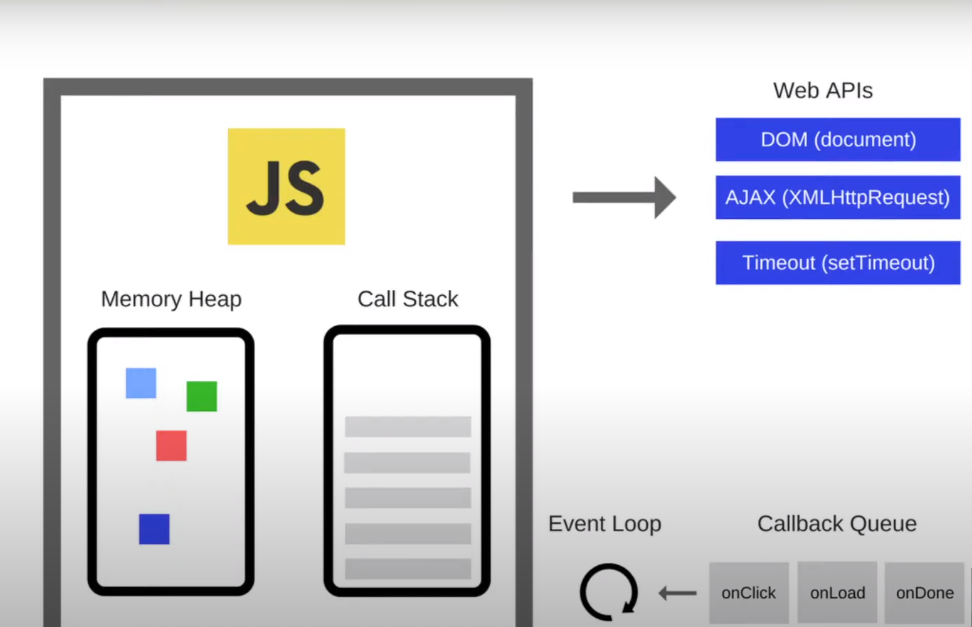 Web APIs
DOM (document)
JS
AJAX (XMLHttpRequest)
Timeout (setTimeout)
Memory Heap
Call Stack
Event Loop
Callback Queue
onClick
onLoad
onDone